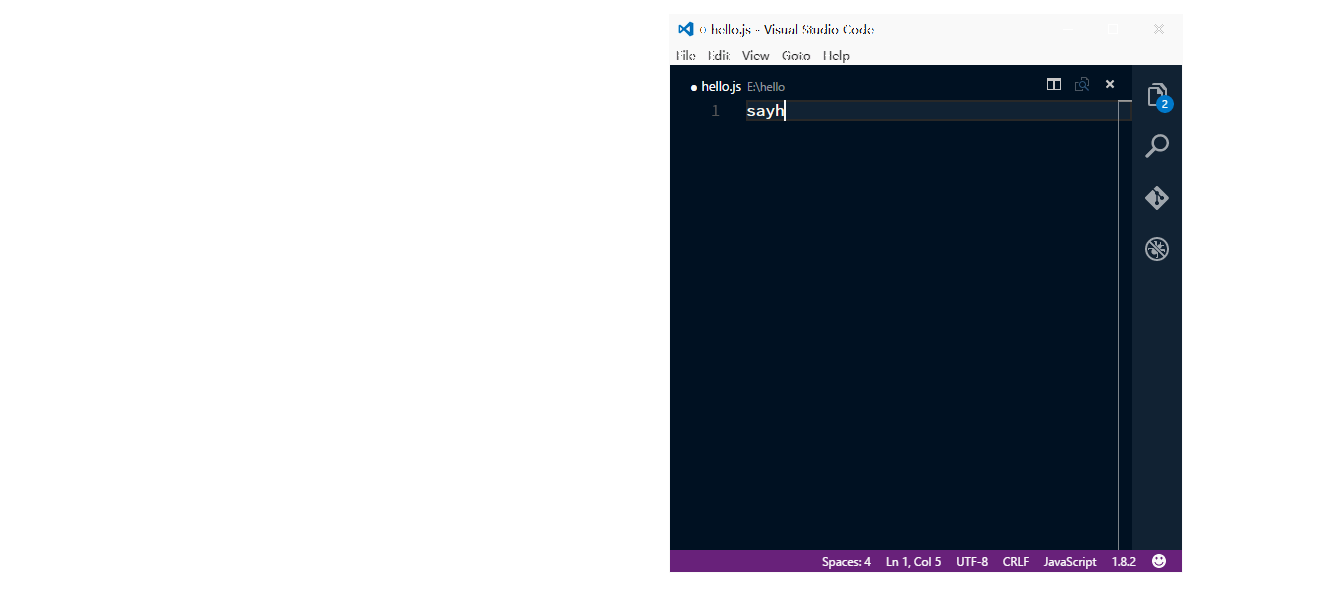 ○ hello.js - Visual Studio Code
File Edit View Goto Help
● hello.js E:\hello
2
1 sayh
Spaces: 4 Ln 1, Col 5 UTF-8 CRLF JavaScript 1.8.2